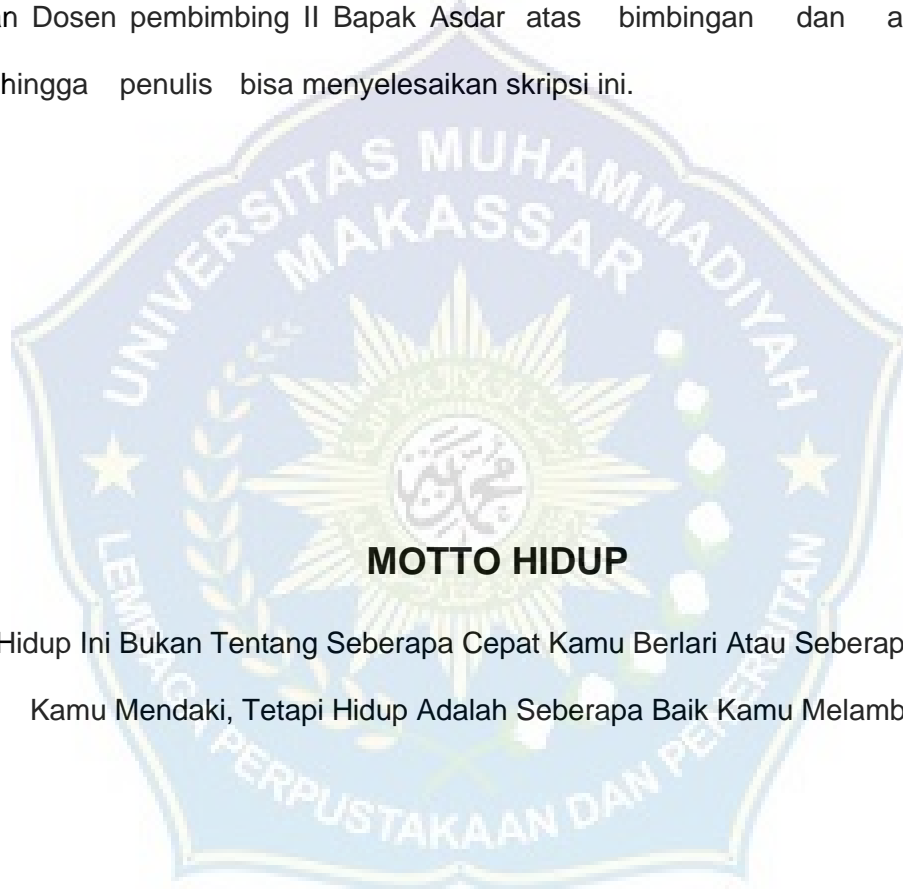 an Dosen pembimbing II Bapak Asdar atas bimbingan dan a
hingga penulis bisa menyelesaikan skripsi ini.
UNIVERSITAS MUHAMMADIYAH
MAKASSAR
MOTTO HIDUP
Hidup Ini Bukan Tentang Seberapa Cepat Kamu Berlari Atau Seberap
Kamu Mendaki, Tetapi Hidup Adalah Seberapa Baik Kamu Melamb
LEMBAGA PERPUSTAKAAN DAN PENERBITAN